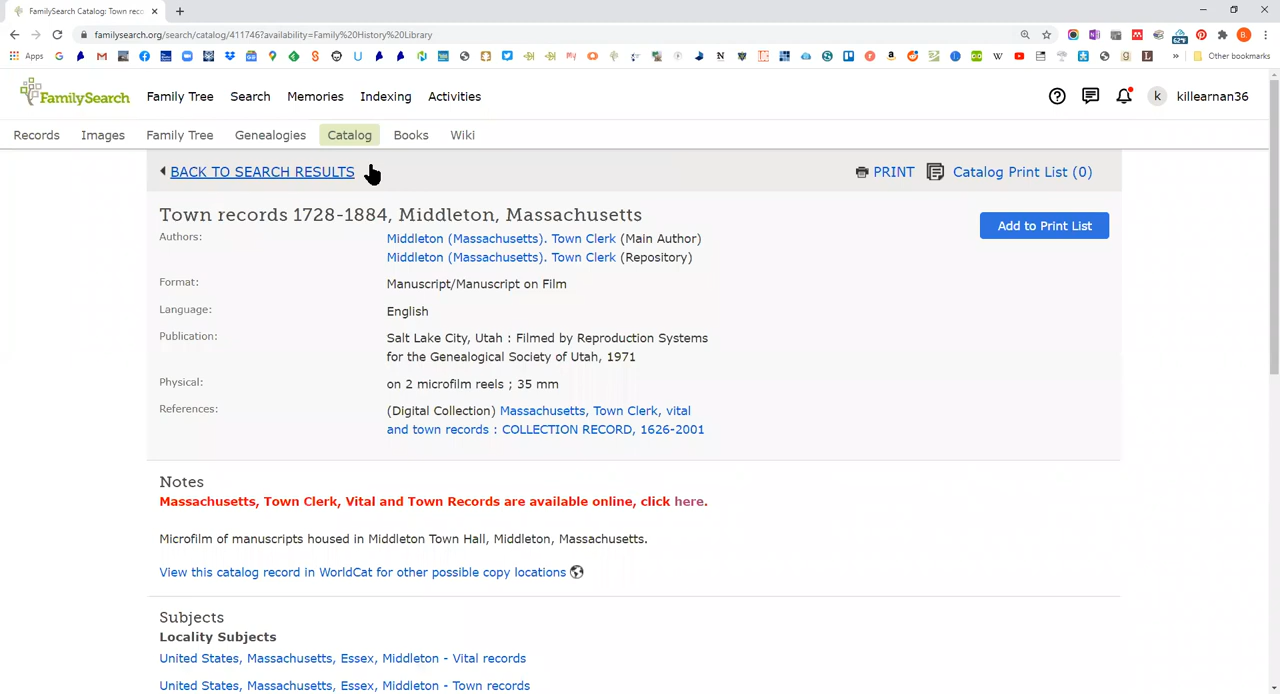 FamilySearch Catalog: Town reco
familysearch.org/search/catalog/411746?availability=Family%20History%20Library
Apps
Other bookmarks
FamilySearch
Family Tree Search Memories Indexing Activities
k killearnan36
Records Images Family Tree Genealogies Catalog Books Wiki
BACK TO SEARCH RESULTS
PRINT Catalog Print List (0)
Town records 1728-1884, Middleton, Massachusetts
Add to Print List
Authors: Middleton (Massachusetts). Town Clerk (Main Author)
Middleton (Massachusetts). Town Clerk (Repository)
Format: Manuscript/Manuscript on Film
Language: English
Publication: Salt Lake City, Utah : Filmed by Reproduction Systems
for the Genealogical Society of Utah, 1971
Physical: on 2 microfilm reels ; 35 mm
References: (Digital Collection) Massachusetts, Town Clerk, vital
and town records : COLLECTION RECORD, 1626-2001
Notes
Massachusetts, Town Clerk, Vital and Town Records are available online, click here.
Microfilm of manuscripts housed in Middleton Town Hall, Middleton, Massachusetts.
View this catalog record in WorldCat for other possible copy locations
Subjects
Locality Subjects
United States, Massachusetts, Essex, Middleton - Vital records
United States, Massachusetts, Essex, Middleton - Town records